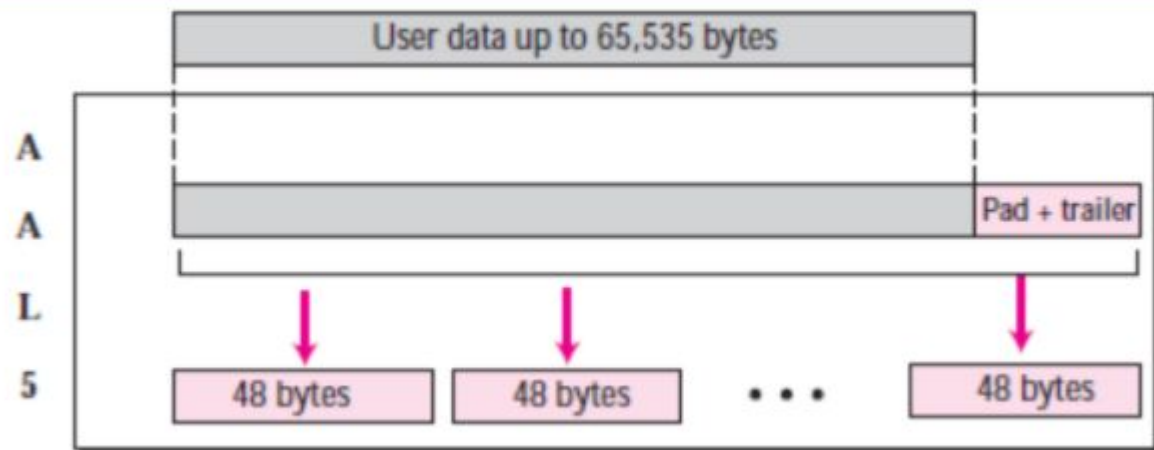 User data up to 65,535 bytes
A
A
Pad + trailer
L
5
48 bytes
48 bytes
• • •
48 bytes